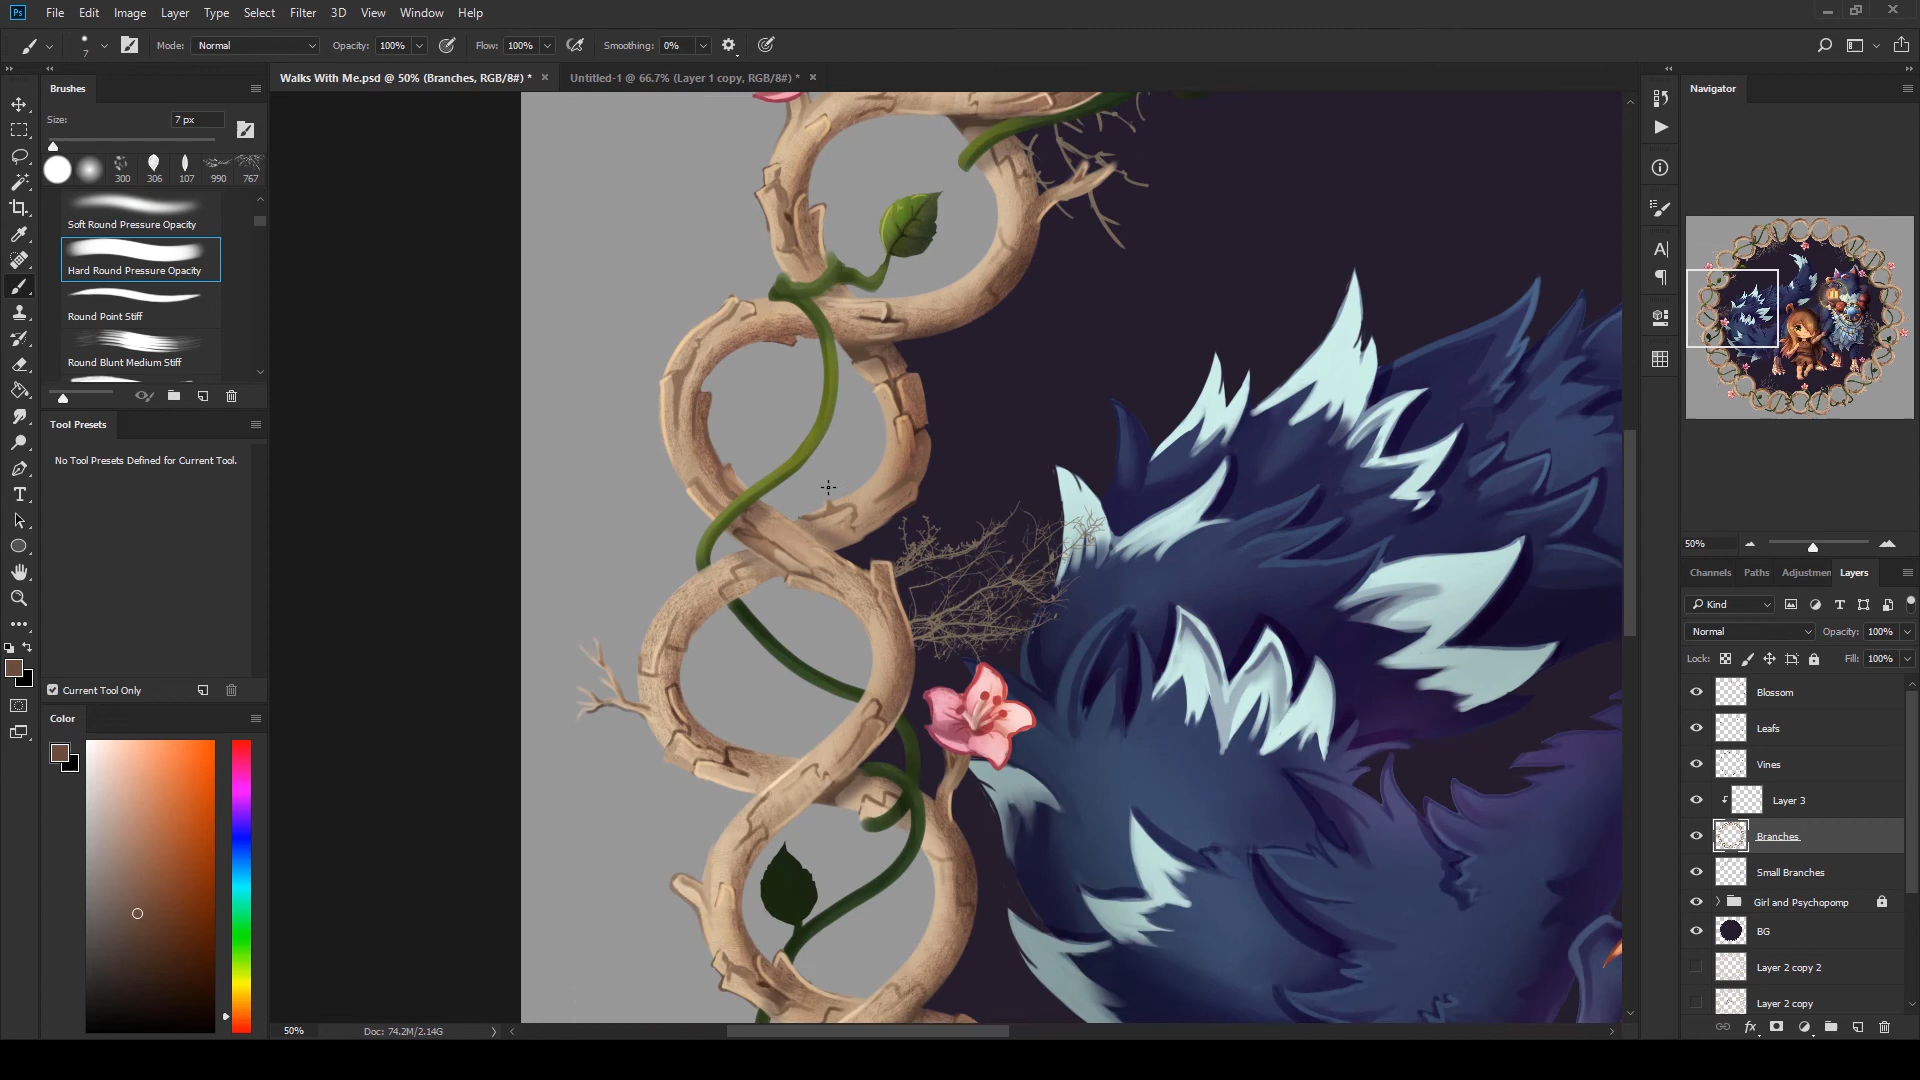 Ps File Edit Image Layer Type Select Filter 3D View Window Help
7 Mode: Normal Opacity: 100% Flow: 100% Smoothing: 0%
Walks With Me.psd @ 50% (Branches, RGB/8#) * Untitled-1 @ 66.7% (Layer 1 copy, RGB/8#) *
Brushes
Size: 7 px
300 306 107 990 767
Soft Round Pressure Opacity
Hard Round Pressure Opacity
Round Point Stiff
Round Blunt Medium Stiff
Tool Presets
No Tool Presets Defined for Current Tool.
Current Tool Only
Color
50% Doc: 74.2M/2.14G
Navigator
50%
Channels Paths Adjustmen Layers
Kind
Normal Opacity: 100%
Lock: Fill: 100%
Blossom
Leafs
Vines
Layer 3
Branches
Small Branches
Girl and Psychopomp
BG
Layer 2 copy 2
Layer 2 copy
fx